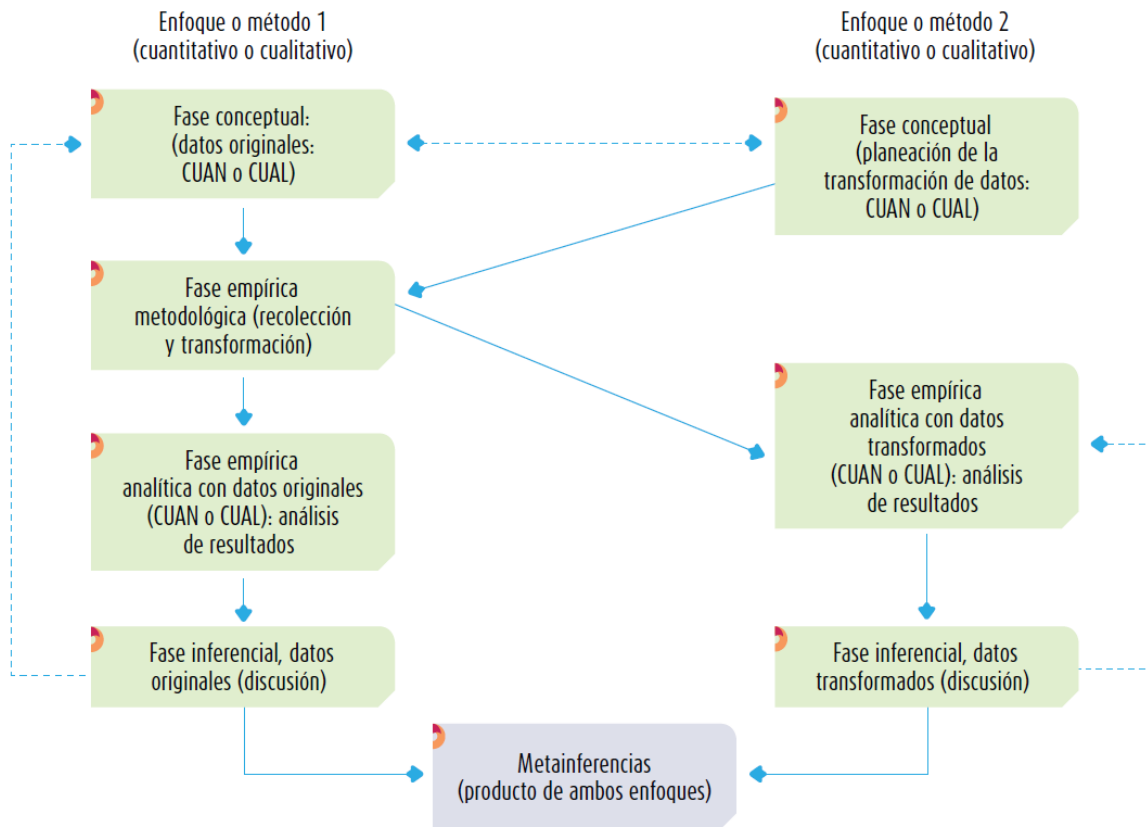 Enfoque o método 1
(cuantitativo o cualitativo)
Enfoque o método 2
(cuantitativo o cualitativo)
Fase conceptual:
(datos originales:
CUAN o CUAL)
Fase conceptual
(planeación de la
transformación de datos:
CUAN o CUAL)
Fase empírica
metodológica (recolección
y transformación)
Fase empírica
analítica con datos
transformados
(CUAN o CUAL): análisis
de resultados
Fase empírica
analítica con datos originales
(CUAN o CUAL): análisis
de resultados
Fase inferencial, datos
originales (discusión)
Fase inferencial, datos
transformados (discusión)
Metainferencias
(producto de ambos enfoques)